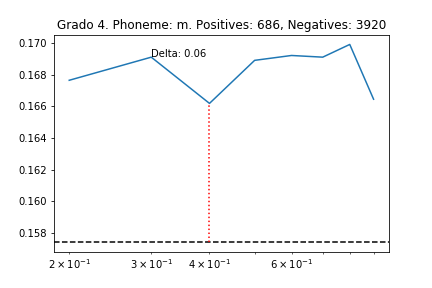 Grado 4. Phoneme: m. Positives: 686, Negatives: 3920
0.170
Delta: 0.06
0.168
0.166
0.164
0.162
0.160
0.158
2 × 10⁻¹ 3 × 10⁻¹ 4 × 10⁻¹ 6 × 10⁻¹